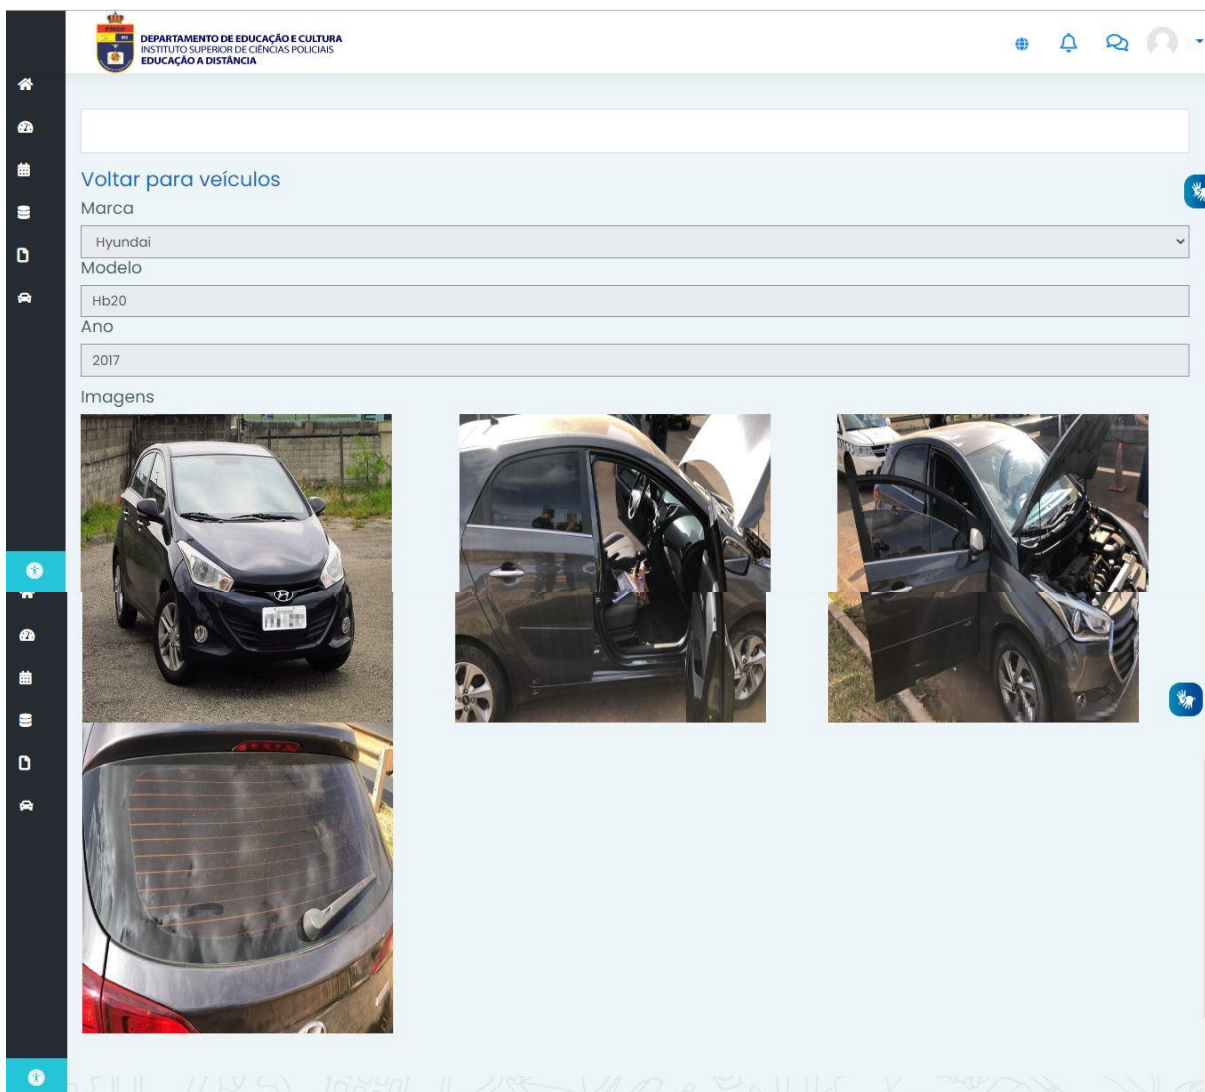 PMDF
DEPARTAMENTO DE EDUCAÇÃO E CULTURA
INSTITUTO SUPERIOR DE CIÊNCIAS POLICIAIS
EDUCAÇÃO A DISTÂNCIA
Voltar para veículos
Marca
Hyundai
Modelo
Hb20
Ano
2017
Imagens